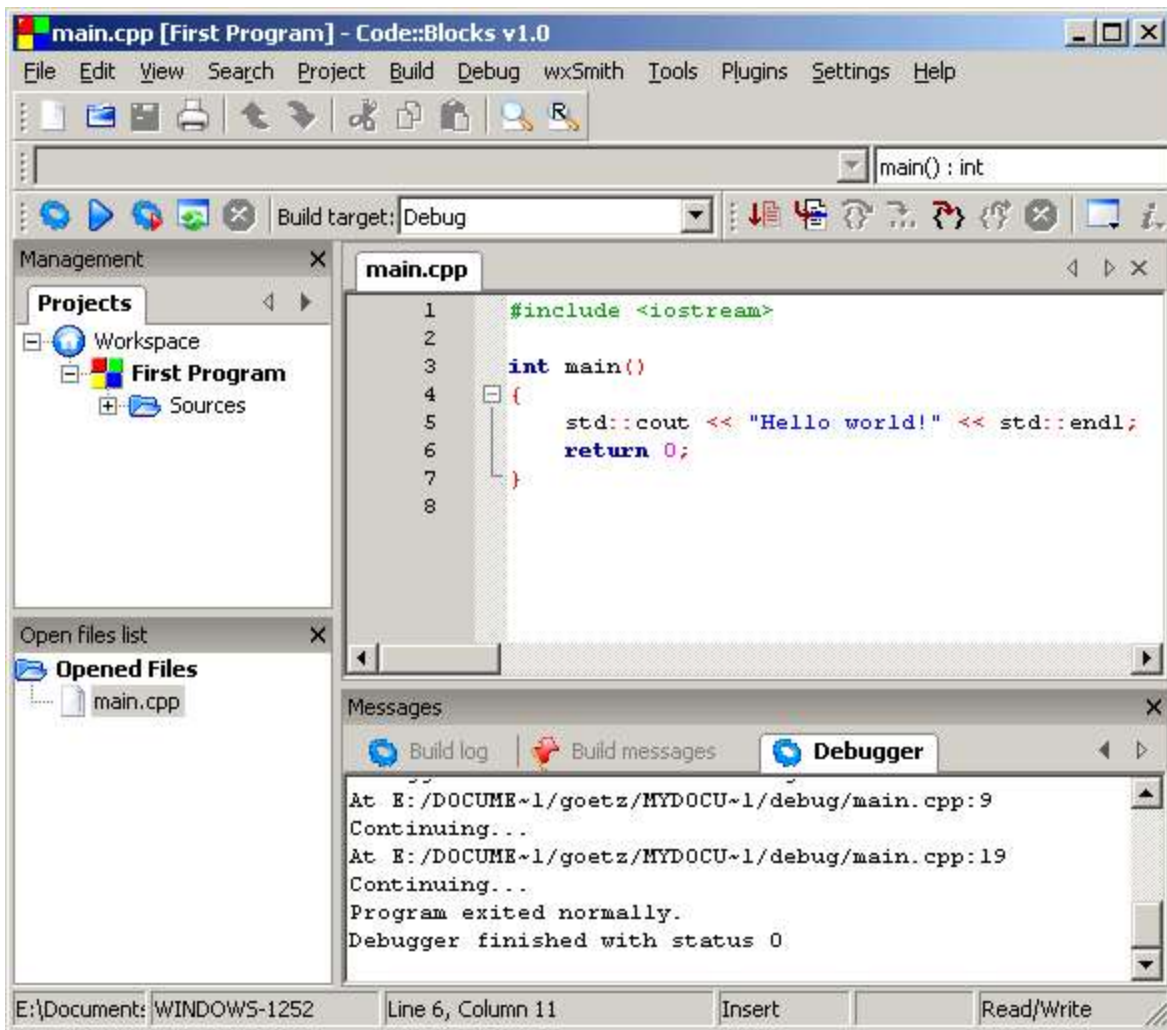 main.cpp [First Program] - Code::Blocks v1.0
File Edit View Search Project Build Debug wxSmith Tools Plugins Settings Help
R
main() : int
Build target: Debug
i
Management
main.cpp
Projects
Workspace
First Program
Sources
1 #include <iostream>
2
3 int main()
4 {
5 std::cout << "Hello world!" << std::endl;
6 return 0;
7 }
8
Open files list
Opened Files
main.cpp
Messages
Build log Build messages Debugger
At E:/DOCUME~1/goetz/MYDOCU~1/debug/main.cpp:9
Continuing...
At E:/DOCUME~1/goetz/MYDOCU~1/debug/main.cpp:19
Continuing...
Program exited normally.
Debugger finished with status 0
E:\Documents WINDOWS-1252 Line 6, Column 11 Insert Read/Write